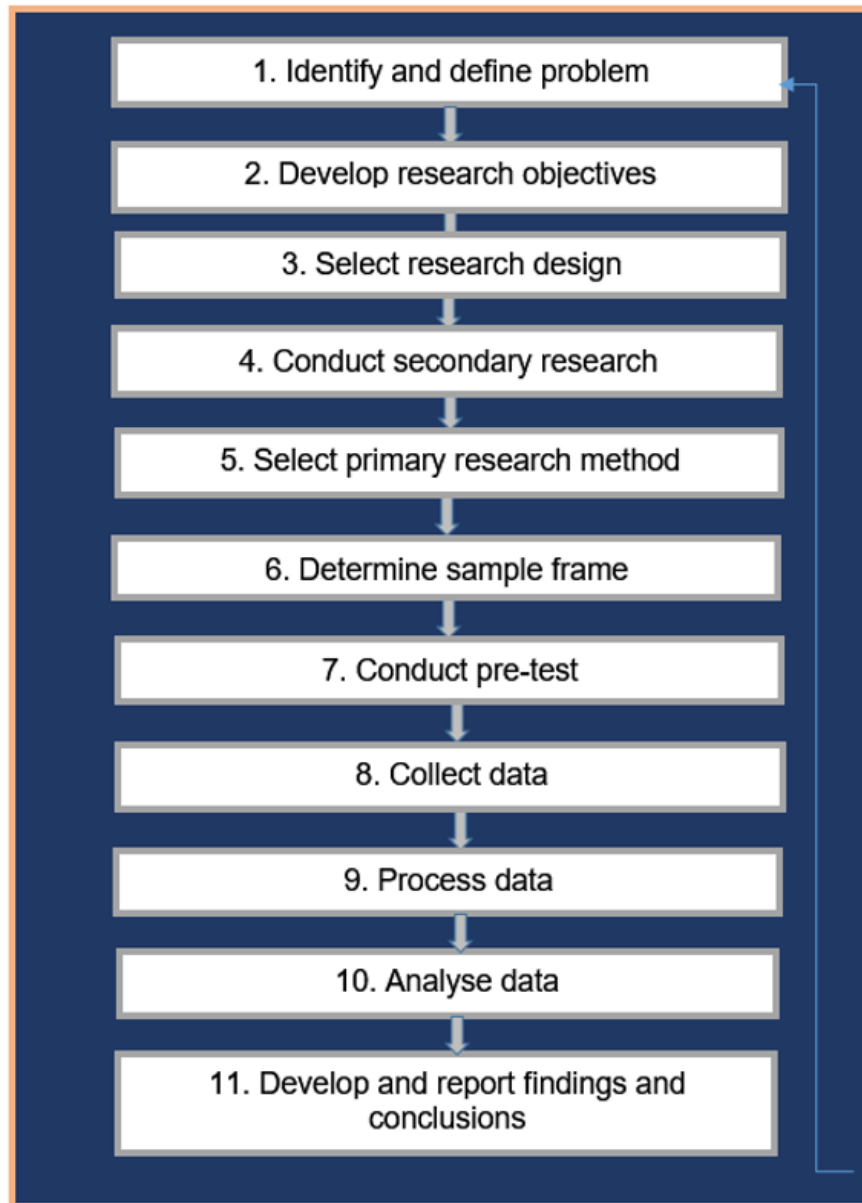 1. Identify and define problem
2. Develop research objectives
3. Select research design
4. Conduct secondary research
5. Select primary research method
6. Determine sample frame
7. Conduct pre-test
8. Collect data
9. Process data
10. Analyse data
11. Develop and report findings and
conclusions